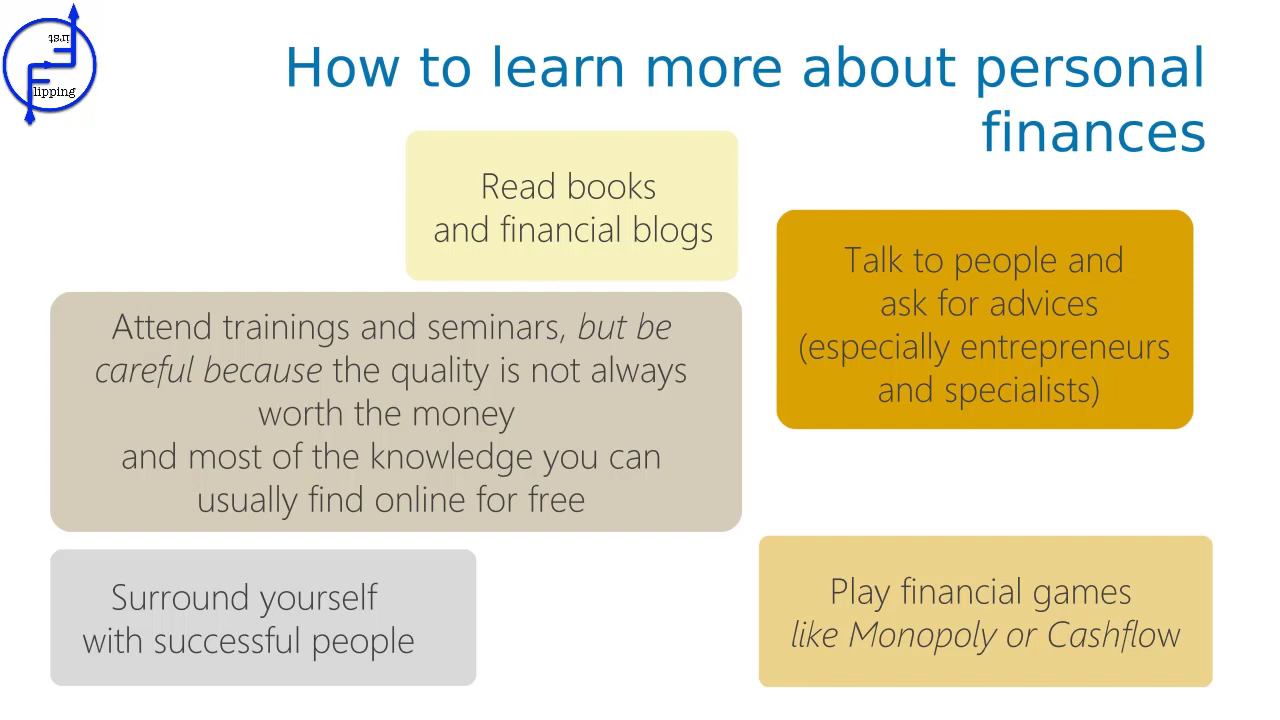 irst
lipping
How to learn more about personal
finances
Read books
and financial blogs
Talk to people and
ask for advices
(especially entrepreneurs
and specialists)
Attend trainings and seminars, but be
careful because the quality is not always
worth the money
and most of the knowledge you can
usually find online for free
Surround yourself
with successful people
Play financial games
like Monopoly or Cashflow